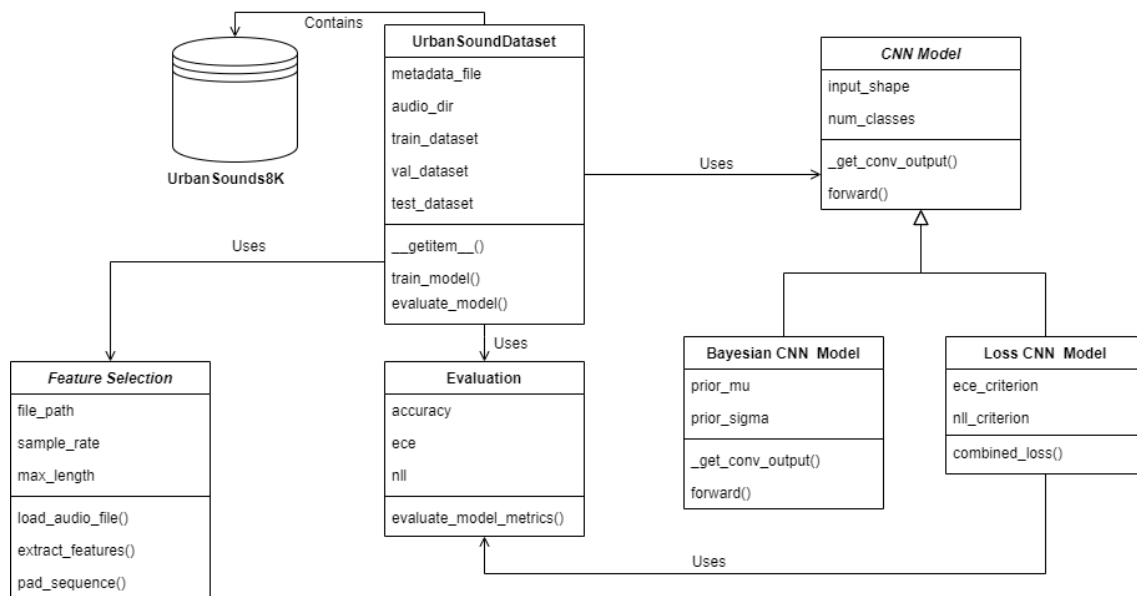 Contains
UrbanSounds8K
UrbanSoundDataset
metadata_file
audio_dir
train_dataset
val_dataset
test_dataset
__getitem__()
train_model()
evaluate_model()
Uses
CNN Model
input_shape
num_classes
_get_conv_output()
forward()
Uses
Uses
Feature Selection
file_path
sample_rate
max_length
load_audio_file()
extract_features()
pad_sequence()
Evaluation
accuracy
ece
nll
evaluate_model_metrics()
Bayesian CNN Model
prior_mu
prior_sigma
_get_conv_output()
forward()
Loss CNN Model
ece_criterion
nll_criterion
combined_loss()
Uses